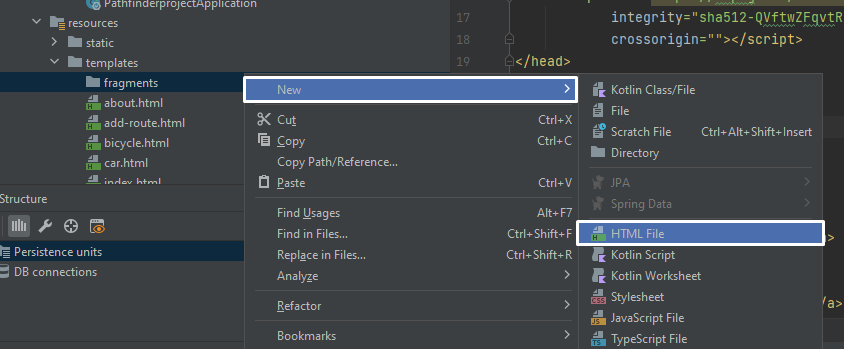 PathfinderprojectApplication
resources
static
templates
fragments
about.html
add-route.html
bicycle.html
car.html
index.html
Structure
Persistence units
DB connections
New
Cut Ctrl+X
Copy Ctrl+C
Copy Path/Reference...
Paste Ctrl+V
Find Usages Alt+F7
Find in Files... Ctrl+Shift+F
Replace in Files... Ctrl+Shift+R
Analyze
Refactor
Bookmarks
17 integrity="sha512-QVftwZFqvtR
18 crossorigin=""></script>
19 </head>
Kotlin Class/File
File
Scratch File Ctrl+Alt+Shift+Insert
Directory
JPA
Spring Data
HTML File
Kotlin Script
Kotlin Worksheet
Stylesheet
JavaScript File
TypeScript File
>
/a>